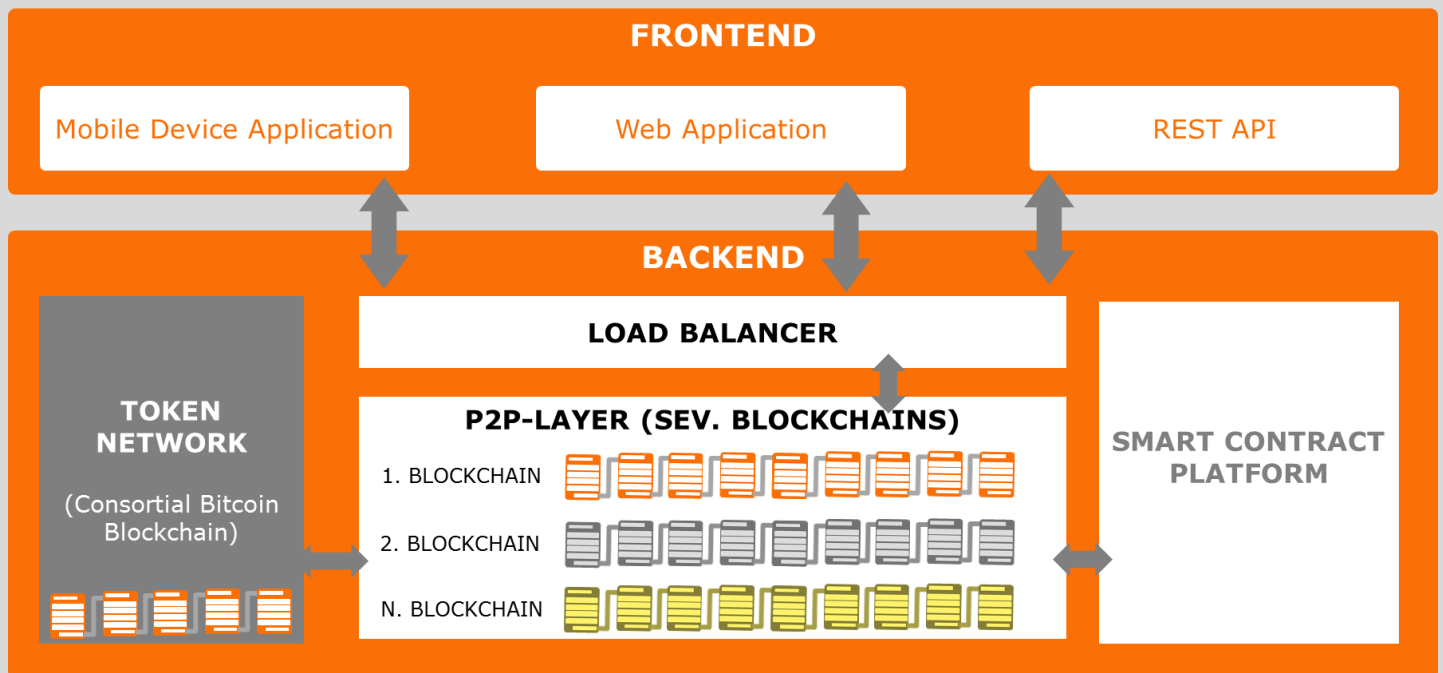 FRONTEND
Mobile Device Application
Web Application
REST API
BACKEND
LOAD BALANCER
TOKEN
NETWORK
(Consortial Bitcoin
Blockchain)
P2P-LAYER (SEV. BLOCKCHAINS)
1. BLOCKCHAIN
2. BLOCKCHAIN
N. BLOCKCHAIN
SMART CONTRACT
PLATFORM